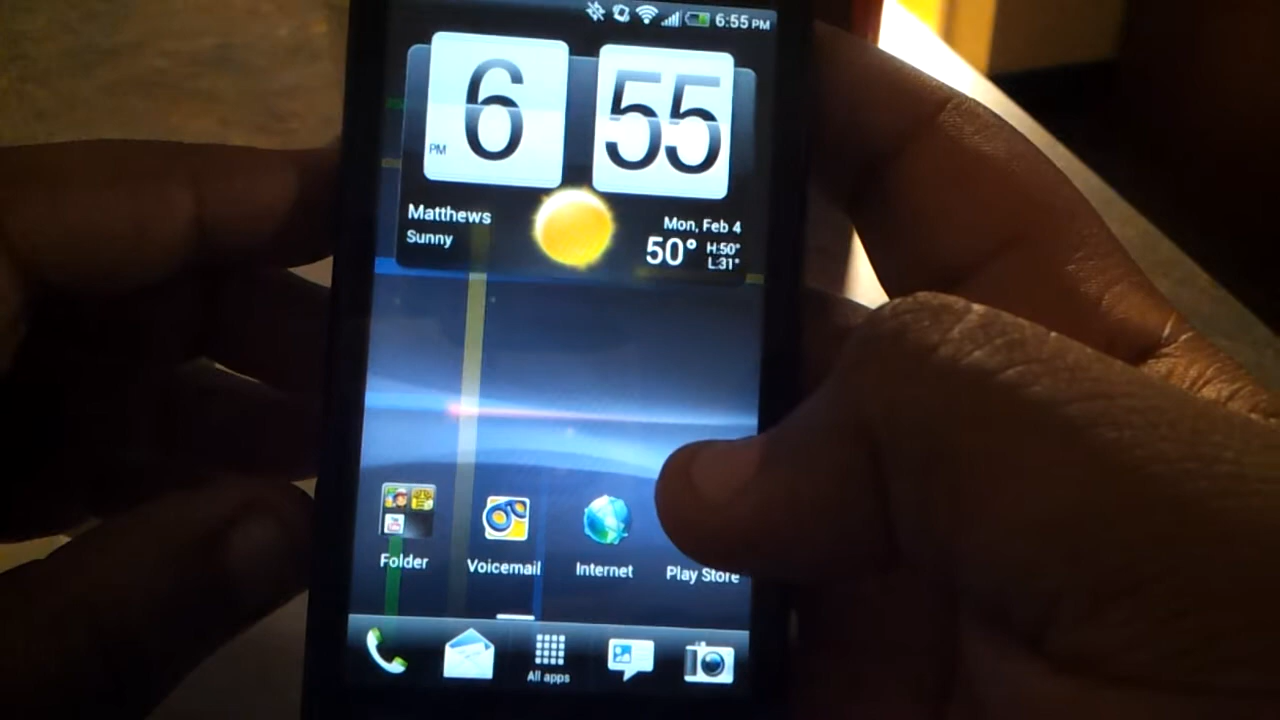 6:55 PM
6 55
PM
Matthews
Sunny
Mon, Feb 4
50° H:50°
L:31°
Folder Voicemail Internet Play Store
All apps